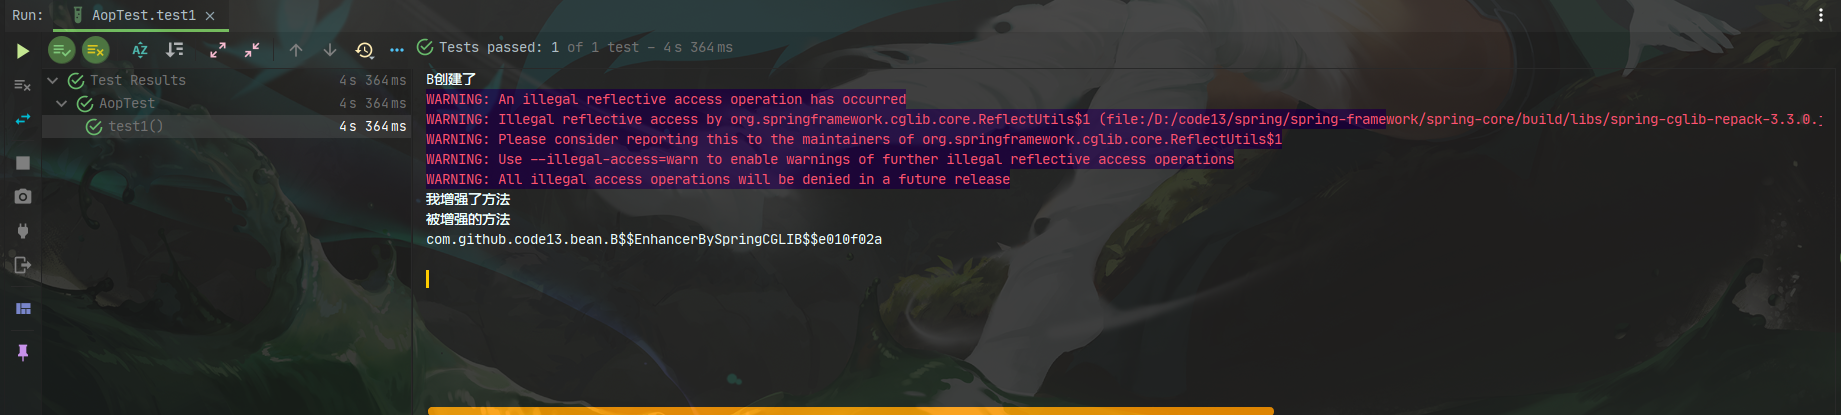 Run: AopTest.test1
Tests passed: 1 of 1 test – 4 s 364 ms
Test Results 4 s 364 ms
AopTest 4 s 364 ms
test1() 4 s 364 ms
B创建了
WARNING: An illegal reflective access operation has occurred
WARNING: Illegal reflective access by org.springframework.cglib.core.ReflectUtils$1 (file:/D:/code13/spring/spring-framework/spring-core/build/libs/spring-cglib-repack-3.3.0.j
WARNING: Please consider reporting this to the maintainers of org.springframework.cglib.core.ReflectUtils$1
WARNING: Use --illegal-access=warn to enable warnings of further illegal reflective access operations
WARNING: All illegal access operations will be denied in a future release
我增强了方法
被增强的方法
com.github.code13.bean.B$$EnhancerBySpringCGLIB$$e010f02a